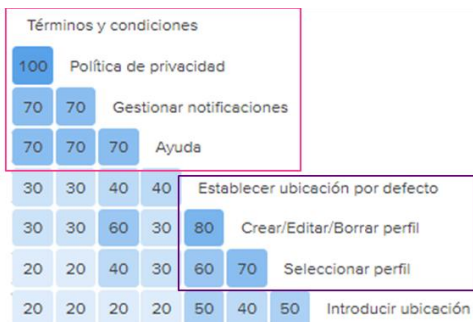 Términos y condiciones
100 Política de privacidad
70 70 Gestionar notificaciones
70 70 70 Ayuda
30 30 40 40 Establecer ubicación por defecto
30 30 60 30 80 Crear/Editar/Borrar perfil
20 20 40 30 60 70 Seleccionar perfil
20 20 20 20 50 40 50 Introducir ubicación